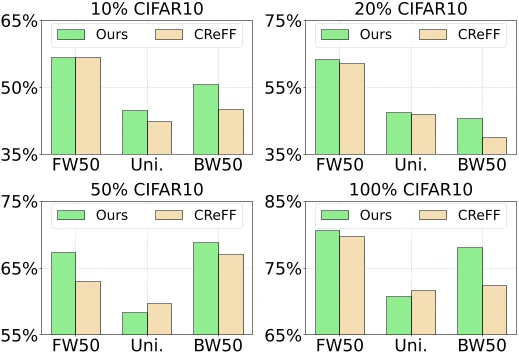 10% CIFAR10
65%
50%
35%
Ours CReFF
FW50 Uni. BW50
20% CIFAR10
75%
55%
35%
Ours CReFF
FW50 Uni. BW50
50% CIFAR10
75%
65%
55%
Ours CReFF
FW50 Uni. BW50
100% CIFAR10
85%
75%
65%
Ours CReFF
FW50 Uni. BW50